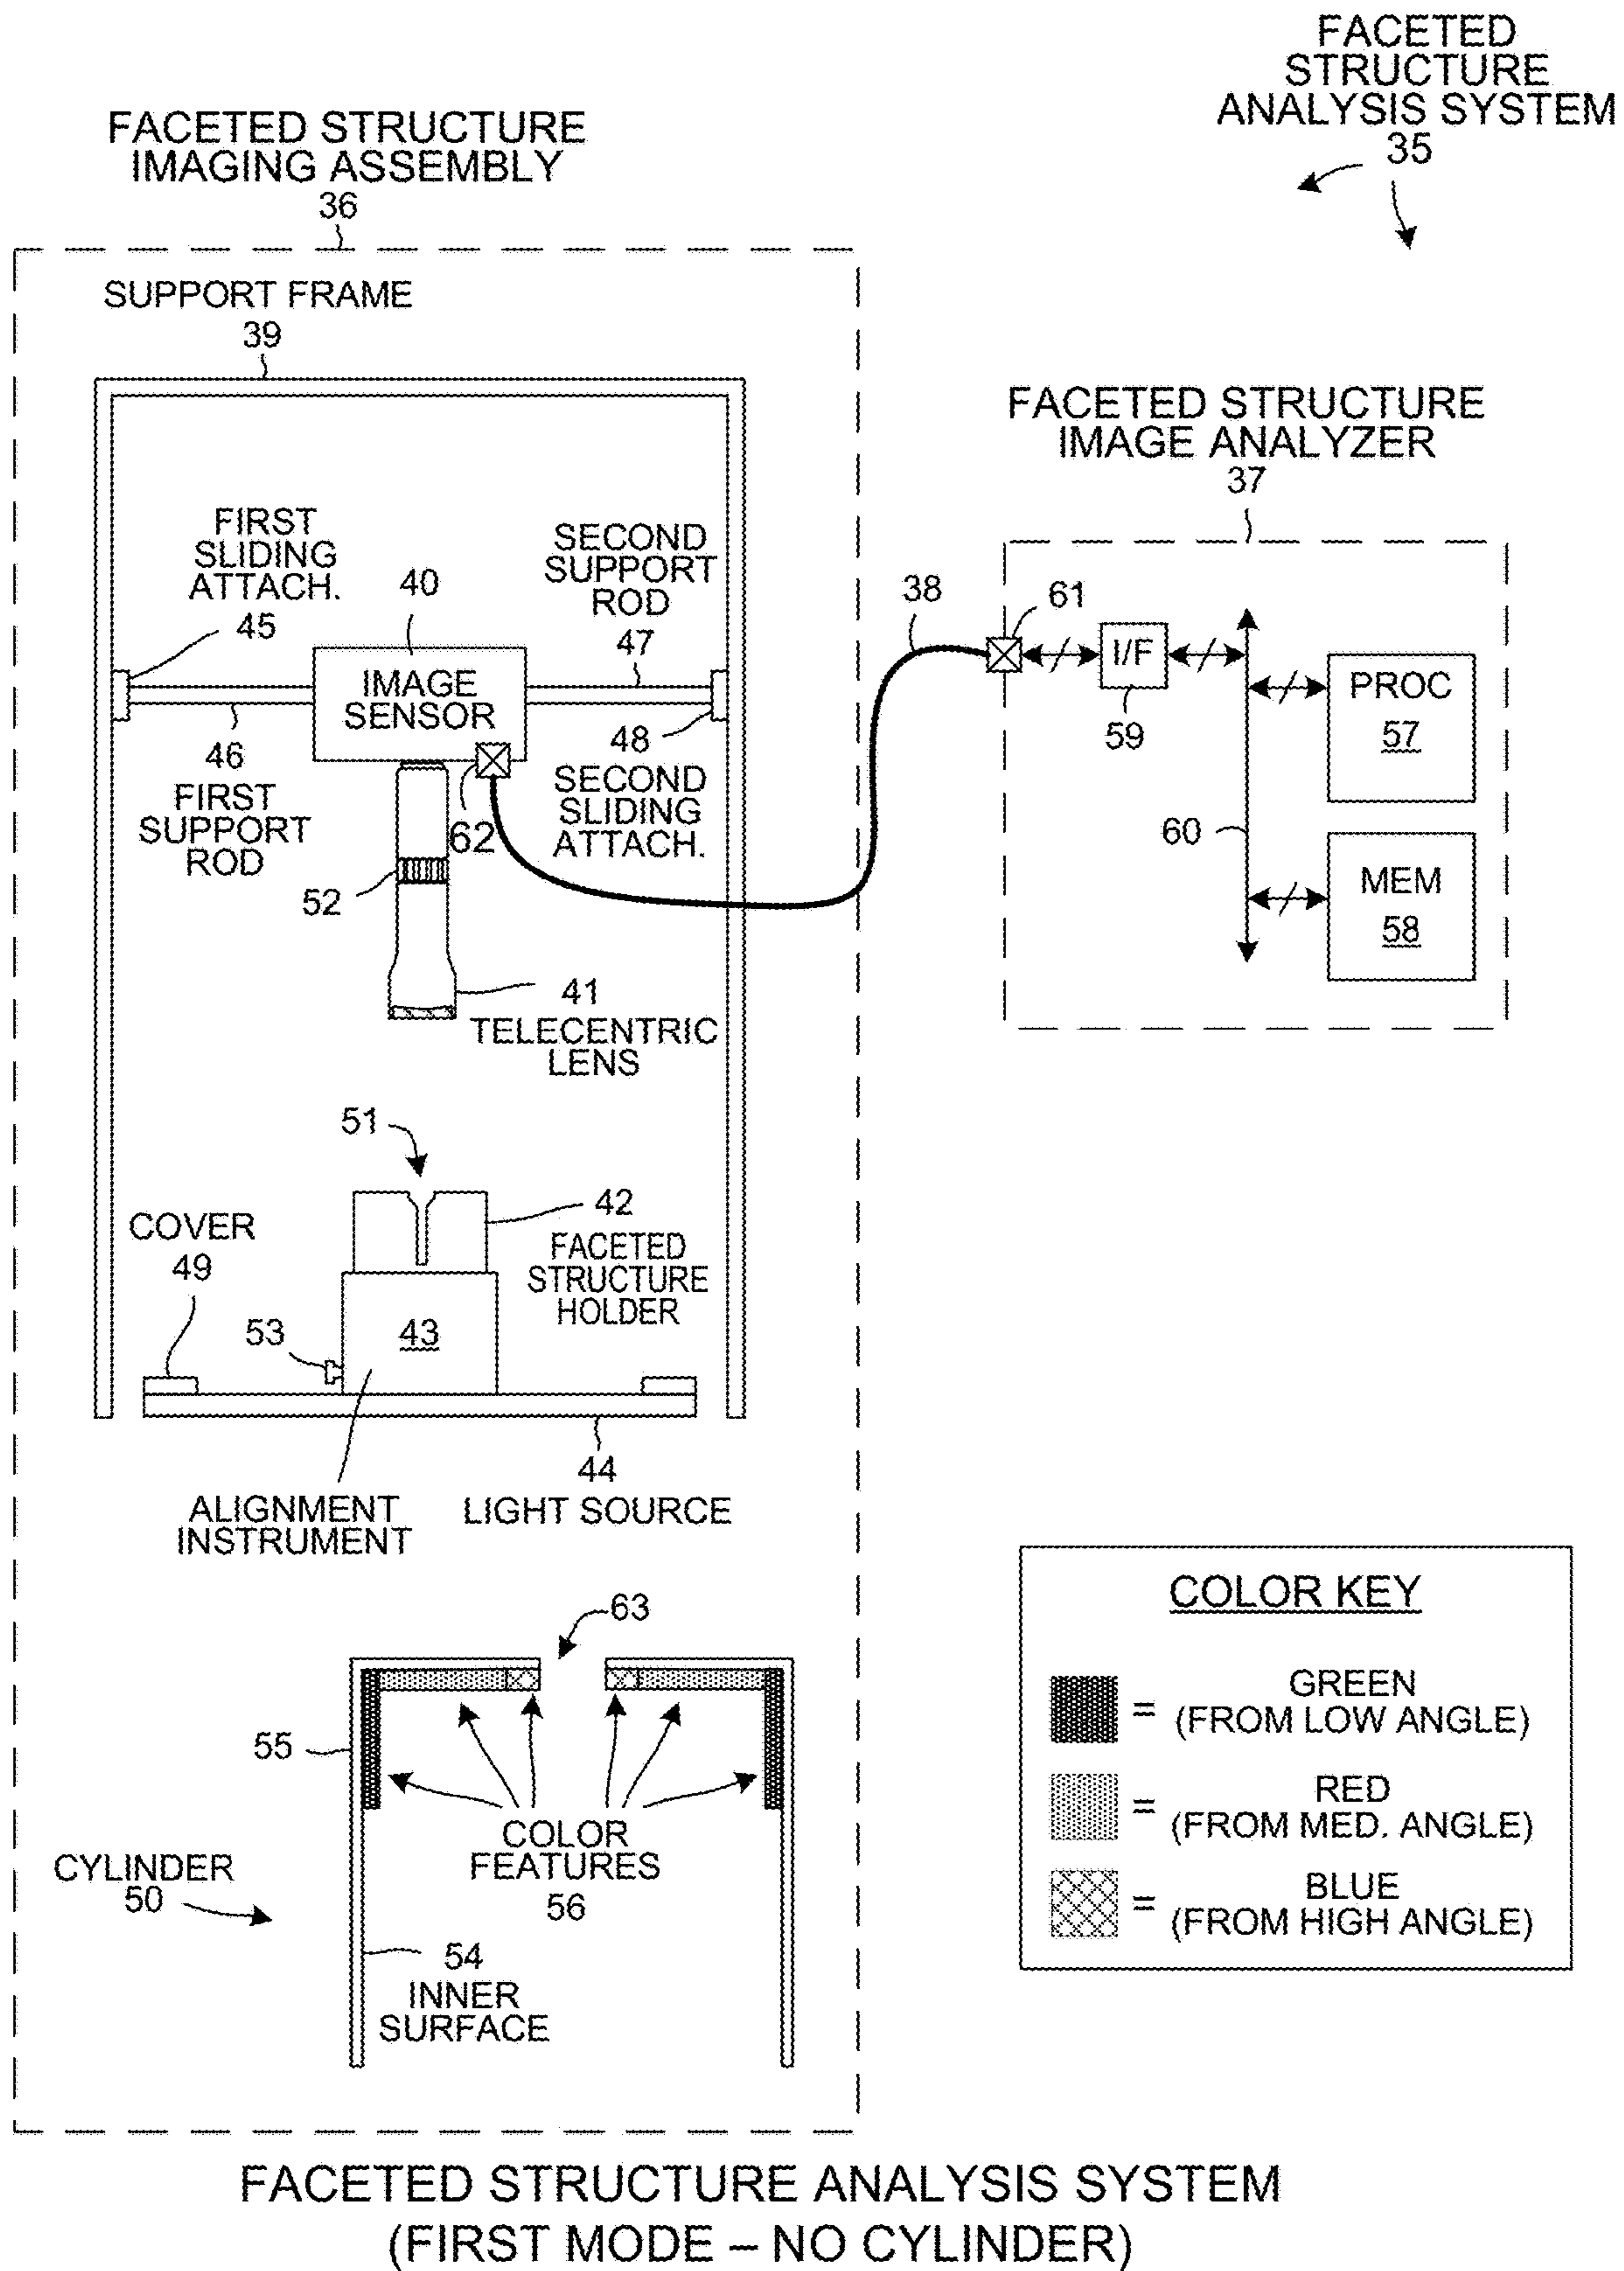 FACETED
STRUCTURE
ANALYSIS SYSTEM
35
FACETED STRUCTURE
IMAGING ASSEMBLY
36
SUPPORT FRAME
39
FIRST
SLIDING
ATTACH.
45
40
SECOND
SUPPORT
ROD
47
IMAGE
SENSOR
46
FIRST
SUPPORT
ROD
48
SECOND
SLIDING
ATTACH.
62
52
41
TELECENTRIC
LENS
38
FACETED STRUCTURE
IMAGE ANALYZER
37
61
I/F
59
PROC
57
60
MEM
58
51
42
FACETED
STRUCTURE
HOLDER
COVER
49
53
43
44
LIGHT SOURCE
ALIGNMENT
INSTRUMENT
63
55
COLOR
FEATURES
56
CYLINDER
50
54
INNER
SURFACE
COLOR KEY
= GREEN
(FROM LOW ANGLE)
= RED
(FROM MED. ANGLE)
= BLUE
(FROM HIGH ANGLE)
FACETED STRUCTURE ANALYSIS SYSTEM
(FIRST MODE – NO CYLINDER)